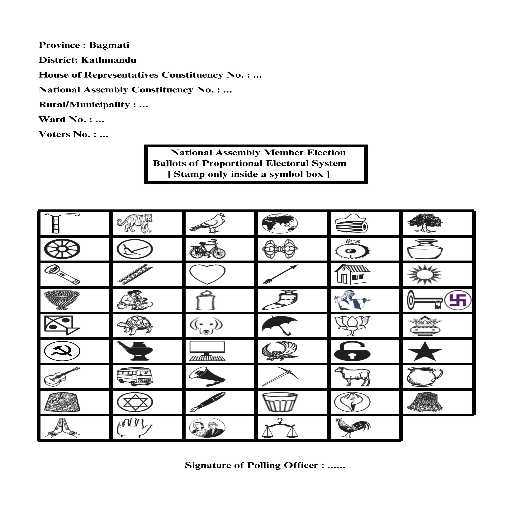 Province : Bagmati
District: Kathmandu
House of Representatives Constituency No. : ...
National Assembly Constituency No. : ...
Rural/Municipality : ...
Ward No. : ...
Voters No. : ...
National Assembly Member Election
Ballots of Proportional Electoral System
[ Stamp only inside a symbol box ]
Signature of Polling Officer : ......